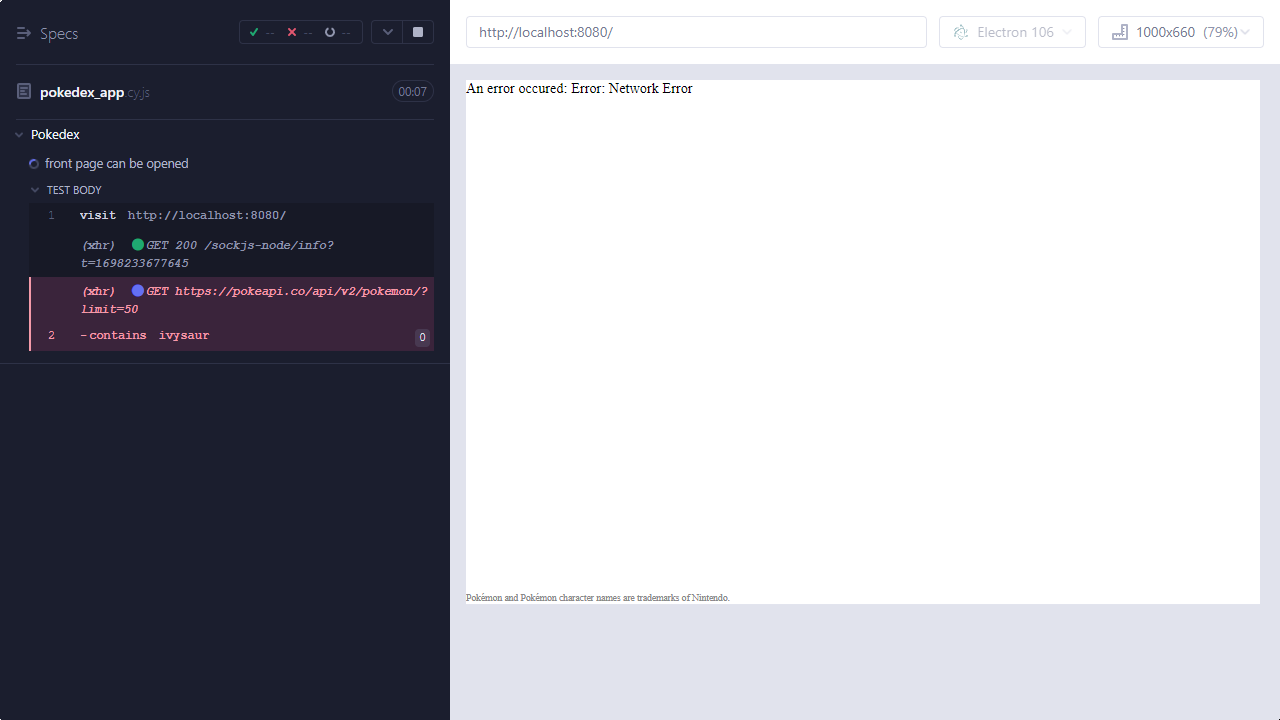 Specs
-- -- --
pokedex_app.cy.js 00:07
Pokedex
front page can be opened
TEST BODY
1 visit http://localhost:8080/
(xhr) GET 200 /sockjs-node/info?
t=1698233677645
(xhr) GET https://pokeapi.co/api/v2/pokemon/?
limit=50
2 -contains ivysaur 0
http://localhost:8080/
Electron 106
1000x660 (79%)
An error occured: Error: Network Error
Pokémon and Pokémon character names are trademarks of Nintendo.